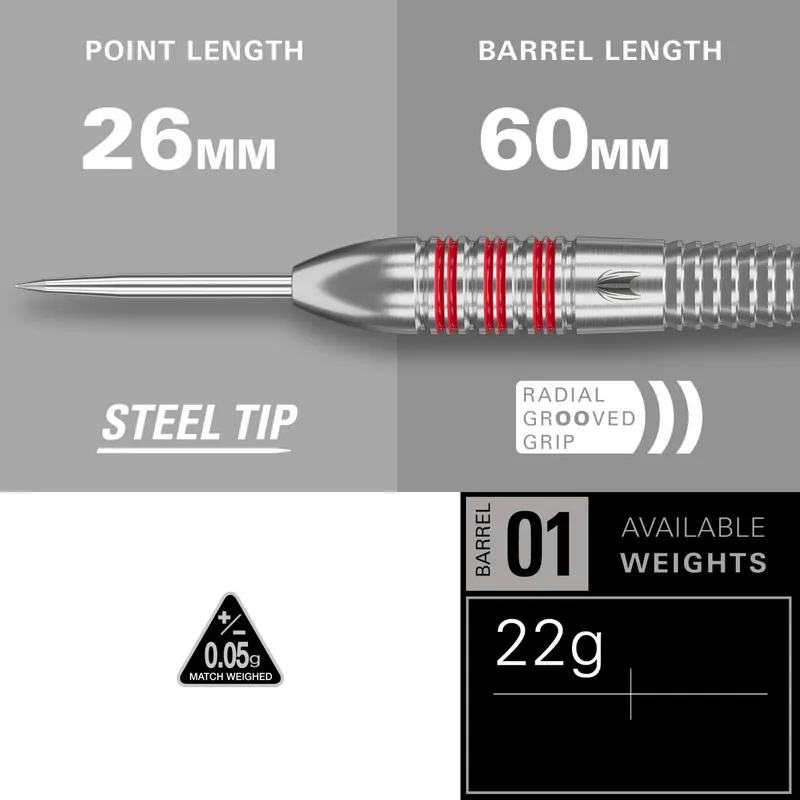 POINT LENGTH
26MM
BARREL LENGTH
60MM
STEEL TIP
RADIAL
GROOVED
GRIP
+/-
0.05g
MATCH WEIGHED
BARREL
01
AVAILABLE
WEIGHTS
22g